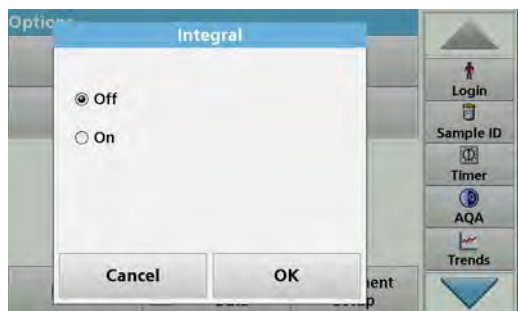 Integral
Off
On
Cancel
OK
Login
Sample ID
Timer
AQA
Trends